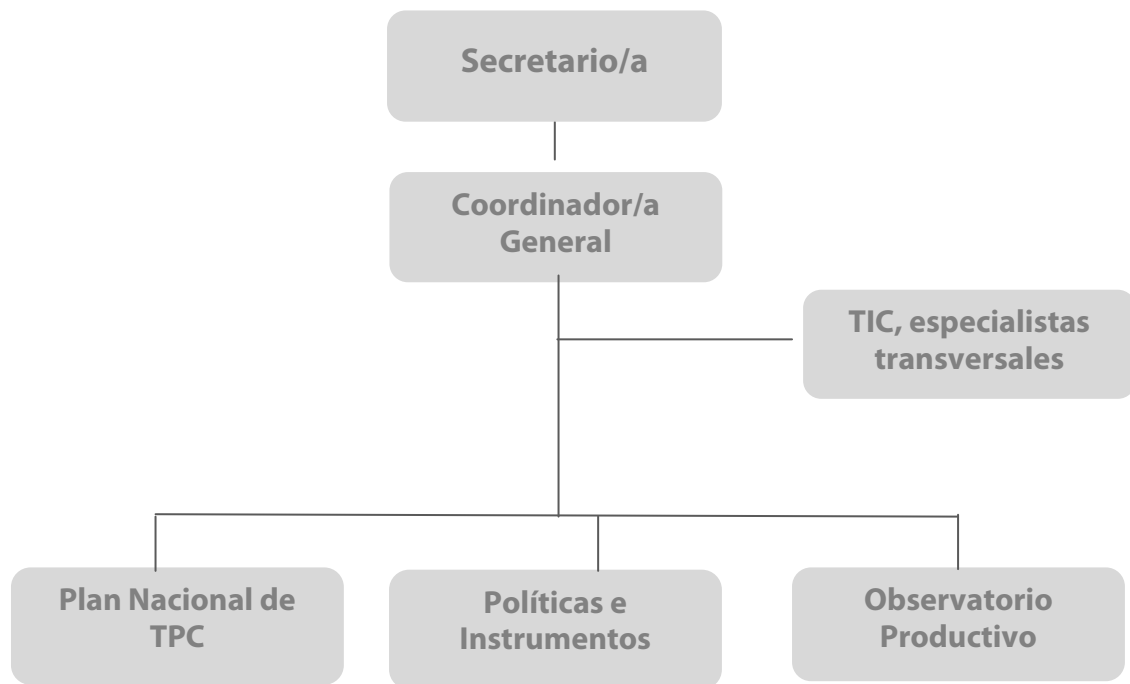 Secretario/a
Coordinador/a
General
TIC, especialistas
transversales
Plan Nacional de
TPC
Políticas e
Instrumentos
Observatorio
Productivo